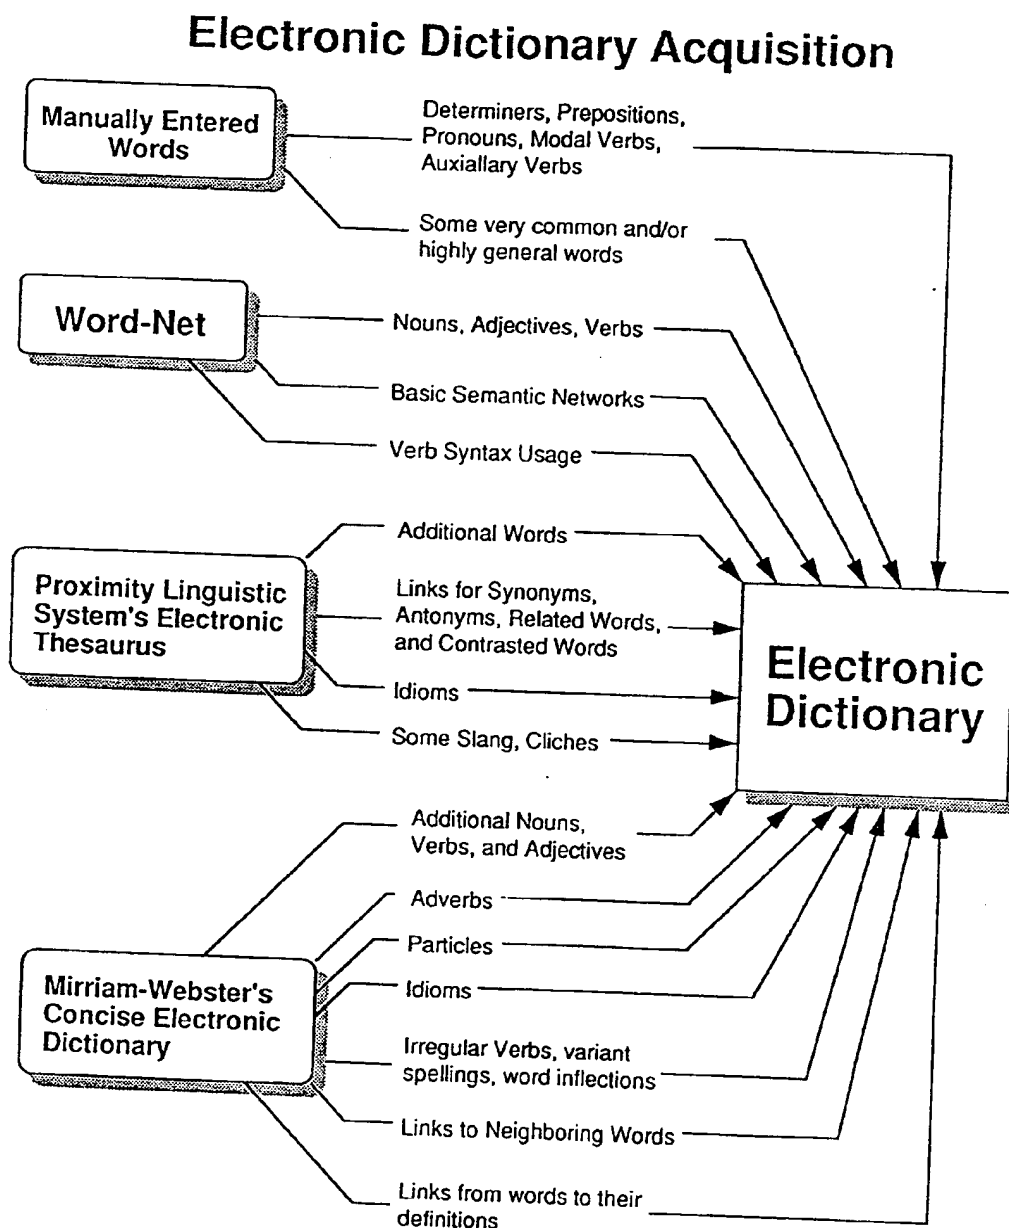 Electronic Dictionary Acquisition
Manually Entered
Words
Determiners, Prepositions,
Pronouns, Modal Verbs,
Auxiallary Verbs
Some very common and/or
highly general words
Word-Net
Nouns, Adjectives, Verbs
Basic Semantic Networks
Verb Syntax Usage
Proximity Linguistic
System's Electronic
Thesaurus
Additional Words
Links for Synonyms,
Antonyms, Related Words,
and Contrasted Words
Idioms
Some Slang, Cliches
Electronic
Dictionary
Mirriam-Webster's
Concise Electronic
Dictionary
Additional Nouns,
Verbs, and Adjectives
Adverbs
Particles
Idioms
Irregular Verbs, variant
spellings, word inflections
Links to Neighboring Words
Links from words to their
definitions